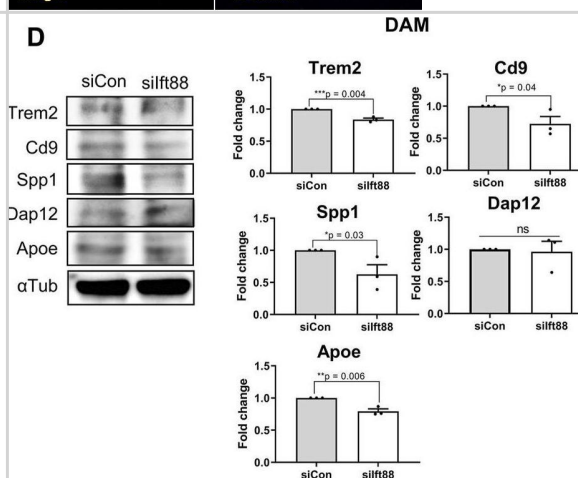 D
DAM
siCon siIft88
Trem2
Cd9
Spp1
Dap12
Apoe
αTub
Trem2
Fold change
1.5
1.0
0.5
0.0
***p = 0.004
siCon siIft88
Cd9
Fold change
1.5
1.0
0.5
0.0
*p = 0.04
siCon siIft88
Spp1
Fold change
1.5
1.0
0.5
0.0
*p = 0.03
siCon siIft88
Dap12
Fold change
1.5
1.0
0.5
0.0
ns
siCon siIft88
Apoe
Fold change
1.5
1.0
0.5
0.0
**p = 0.006
siCon siIft88